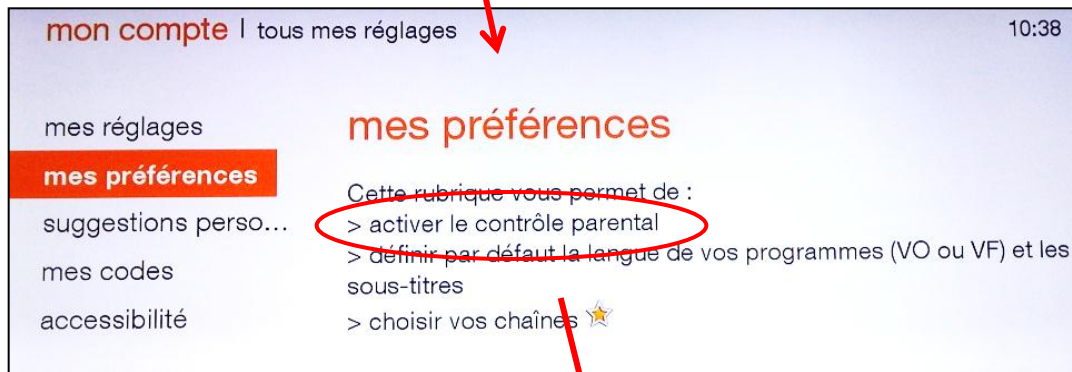 mon compte | tous mes réglages 10:38
mes réglages
mes préférences
suggestions perso...
mes codes
accessibilité
mes préférences
Cette rubrique vous permet de :
> activer le contrôle parental
> définir par défaut la langue de vos programmes (VO ou VF) et les
sous-titres
> choisir vos chaînes